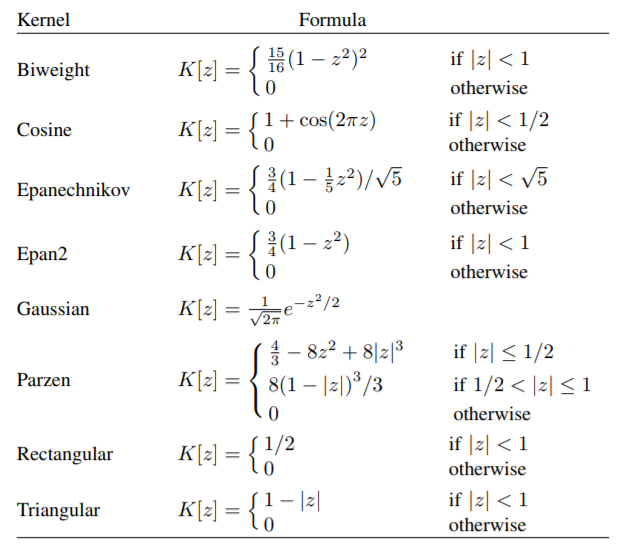 Kernel Formula
Biweight K[z] = { 15/16 (1 − z²)² if |z| < 1
0 otherwise
Cosine K[z] = { 1 + cos(2πz) if |z| < 1/2
0 otherwise
Epanechnikov K[z] = { 3/4 (1 − 1/5 z²)/√5 if |z| < √5
0 otherwise
Epan2 K[z] = { 3/4 (1 − z²) if |z| < 1
0 otherwise
Gaussian K[z] = 1/√2π e^(−z²/2)
Parzen K[z] = { 4/3 − 8z² + 8|z|³ if |z| ≤ 1/2
8(1 − |z|)³/3 if 1/2 < |z| ≤ 1
0 otherwise
Rectangular K[z] = { 1/2 if |z| < 1
0 otherwise
Triangular K[z] = { 1 − |z| if |z| < 1
0 otherwise